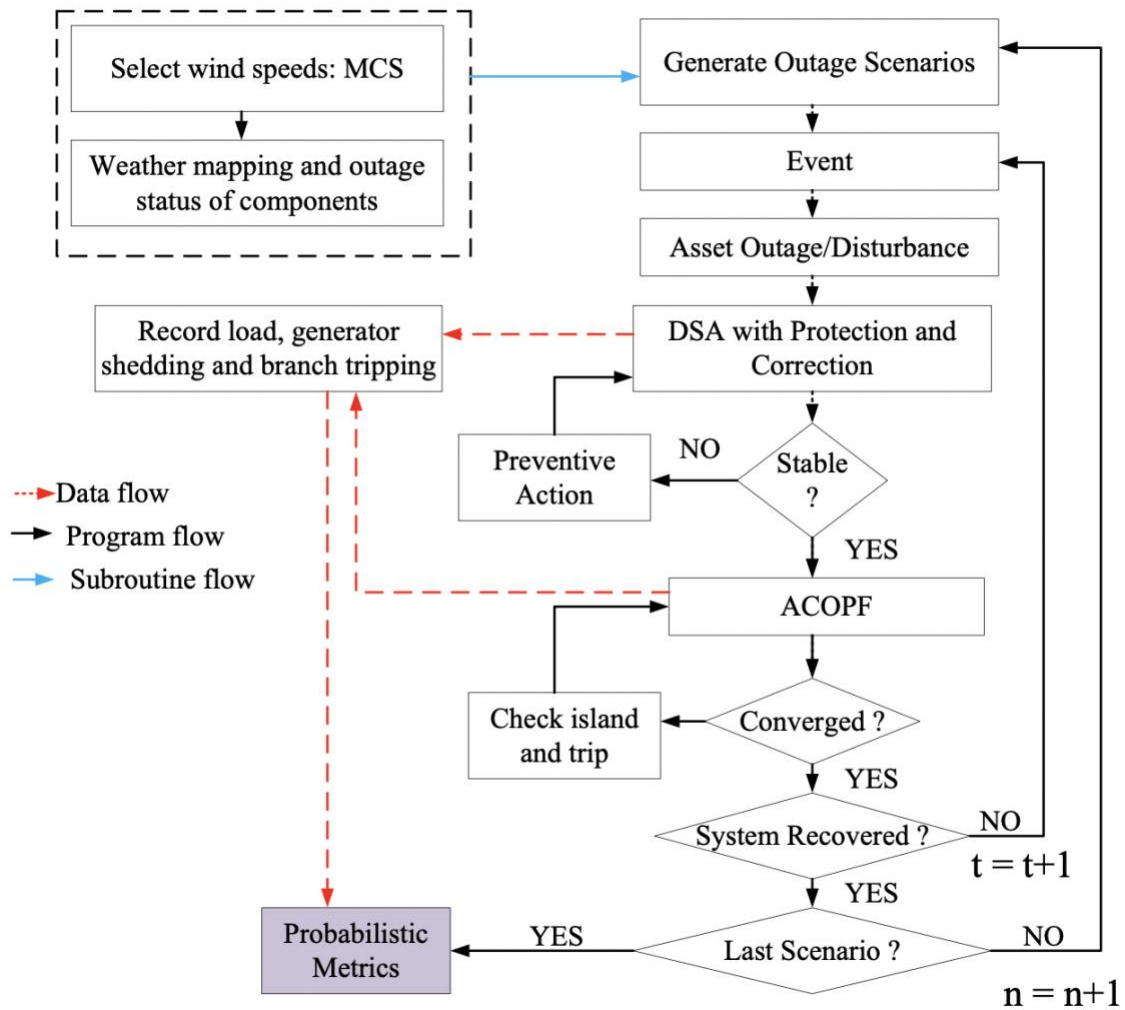 Select wind speeds: MCS
Weather mapping and outage
status of components
Generate Outage Scenarios
Event
Asset Outage/Disturbance
Record load, generator
shedding and branch tripping
DSA with Protection and
Correction
Preventive
Action
NO
Stable
?
Data flow
Program flow
Subroutine flow
YES
ACOPF
Check island
and trip
Converged ?
YES
System Recovered ?
NO
t = t+1
YES
Probabilistic
Metrics
YES
Last Scenario ?
NO
n = n+1